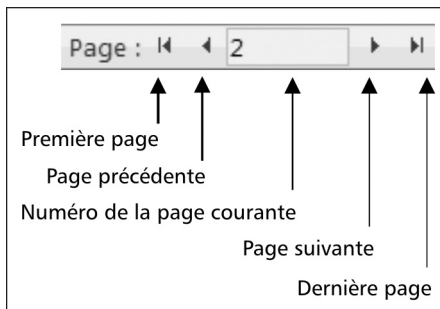 Page : 2
Première page
Page précédente
Numéro de la page courante
Page suivante
Dernière page